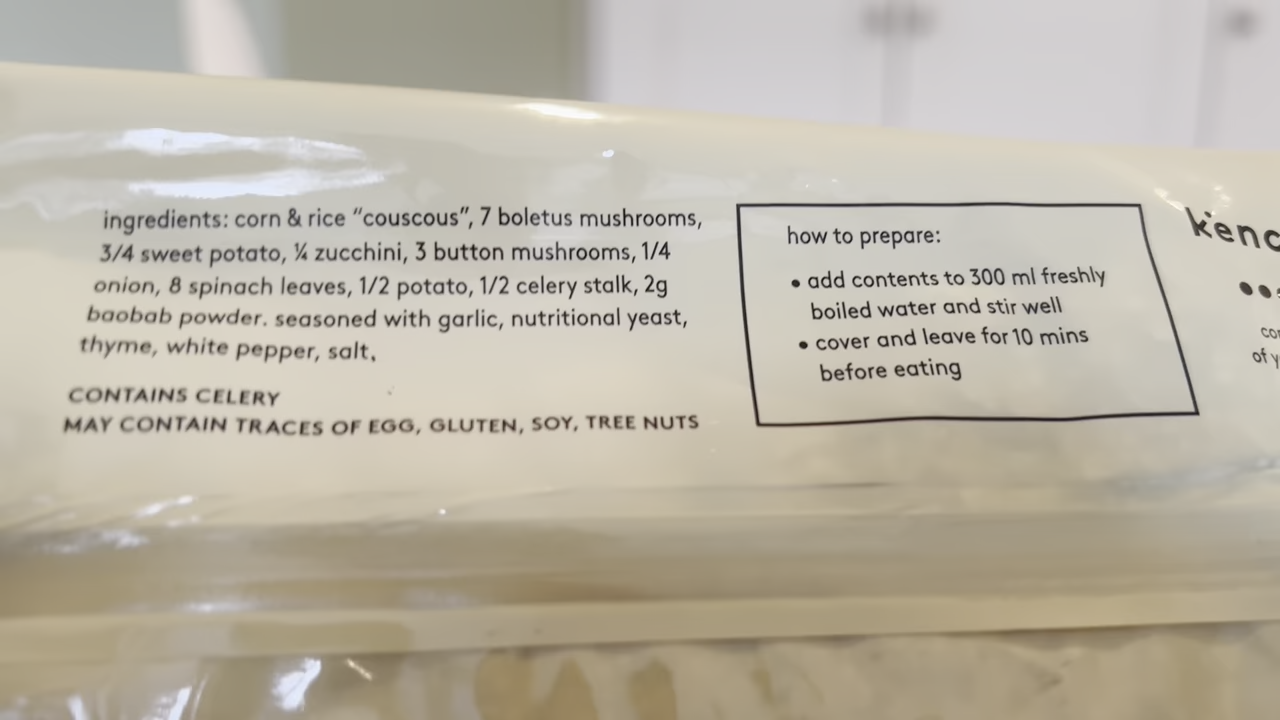 ingredients: corn & rice “couscous”, 7 boletus mushrooms,
3/4 sweet potato, ¼ zucchini, 3 button mushrooms, 1/4
onion, 8 spinach leaves, 1/2 potato, 1/2 celery stalk, 2g
baobab powder. seasoned with garlic, nutritional yeast,
thyme, white pepper, salt.
CONTAINS CELERY
MAY CONTAIN TRACES OF EGG, GLUTEN, SOY, TREE NUTS
how to prepare:
• add contents to 300 ml freshly
boiled water and stir well
• cover and leave for 10 mins
before eating
of